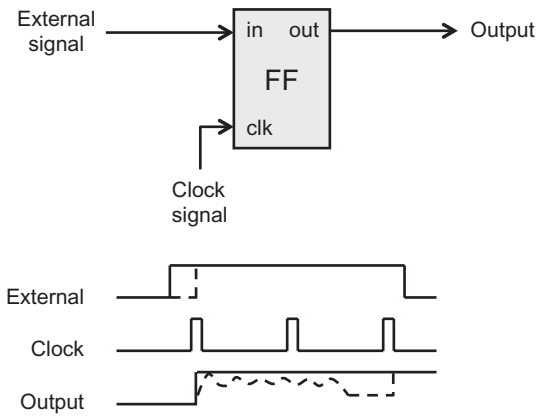 External
signal
in out
Output
FF
clk
Clock
signal
External
Clock
Output